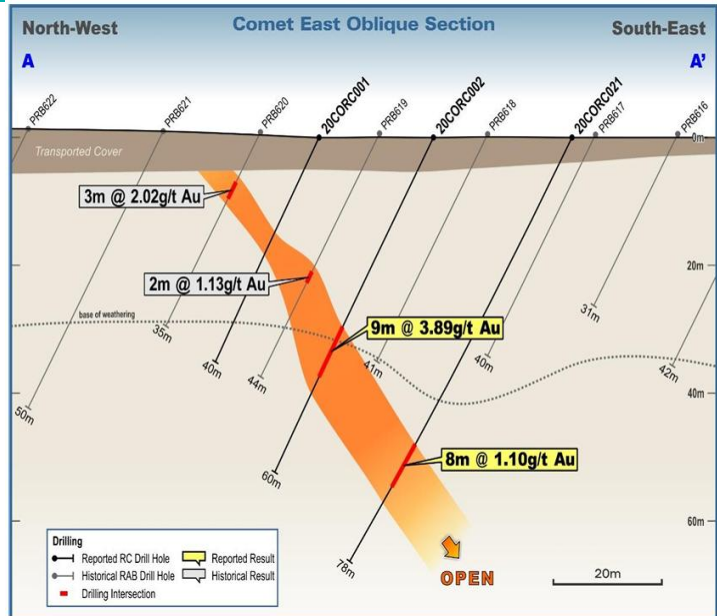 Comet East Oblique Section
North-West
South-East
A
A'
PRB622
PRB621
PRB620
20CORC001
PRB619
20CORC002
PRB618
20CORC021
PRB617
PRB616
0m
Transported Cover
3m @ 2.02g/t Au
20m
2m @ 1.13g/t Au
base of weathering
9m @ 3.89g/t Au
31m
35m
40m
44m
41m
40m
42m
40m
50m
8m @ 1.10g/t Au
60m
60m
78m
OPEN
20m
Drilling
Reported RC Drill Hole
Reported Result
Historical RAB Drill Hole
Historical Result
Drilling Intersection